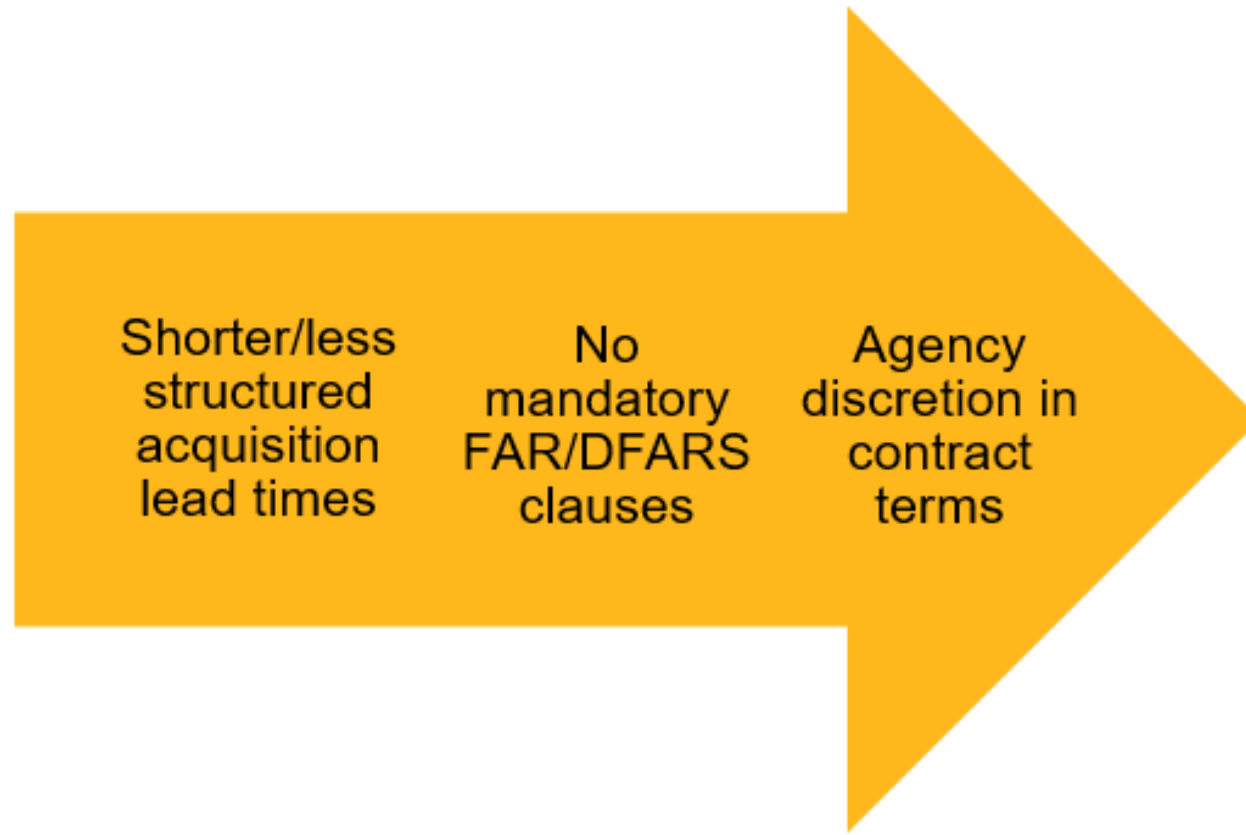 Shorter/less
structured
acquisition
lead times
No
mandatory
FAR/DFARS
clauses
Agency
discretion in
contract
terms